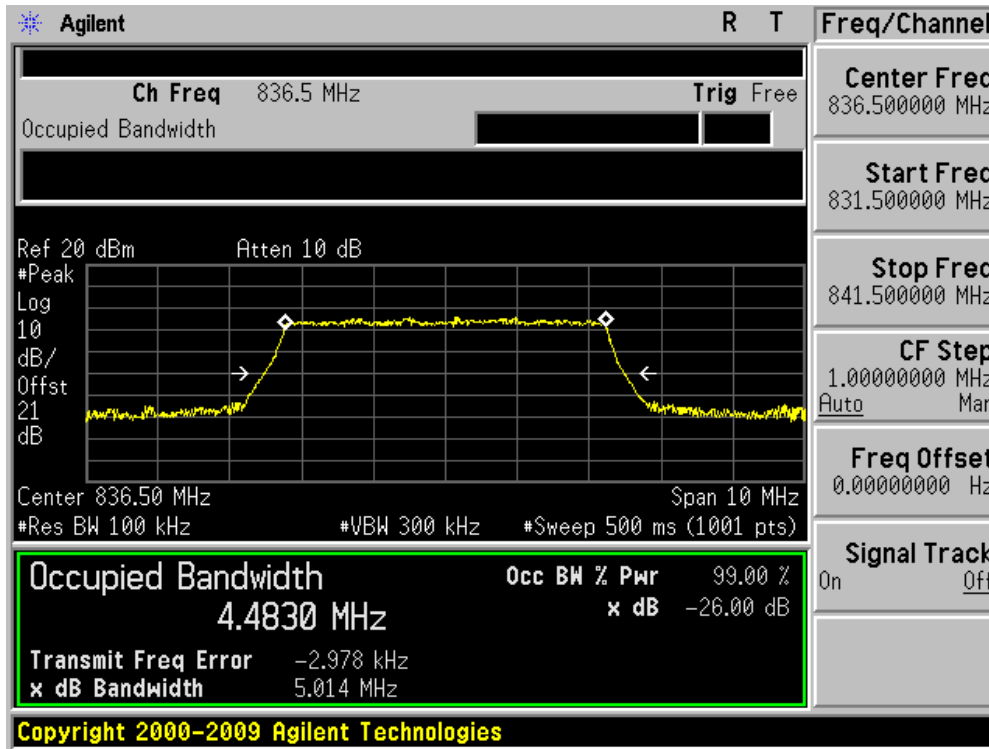 Agilent R T
Ch Freq 836.5 MHz Trig Free
Occupied Bandwidth
Ref 20 dBm Atten 10 dB
#Peak
Log
10
dB/
Offst
21
dB
Center 836.50 MHz Span 10 MHz
#Res BW 100 kHz #VBW 300 kHz #Sweep 500 ms (1001 pts)
Occupied Bandwidth Occ BW % Pwr 99.00 %
4.4830 MHz x dB -26.00 dB
Transmit Freq Error -2.978 kHz
x dB Bandwidth 5.014 MHz
Copyright 2000-2009 Agilent Technologies
Freq/Channel
Center Freq
836.500000 MHz
Start Freq
831.500000 MHz
Stop Freq
841.500000 MHz
CF Step
1.00000000 MHz
Auto Man
Freq Offset
0.00000000 Hz
Signal Track
On Off